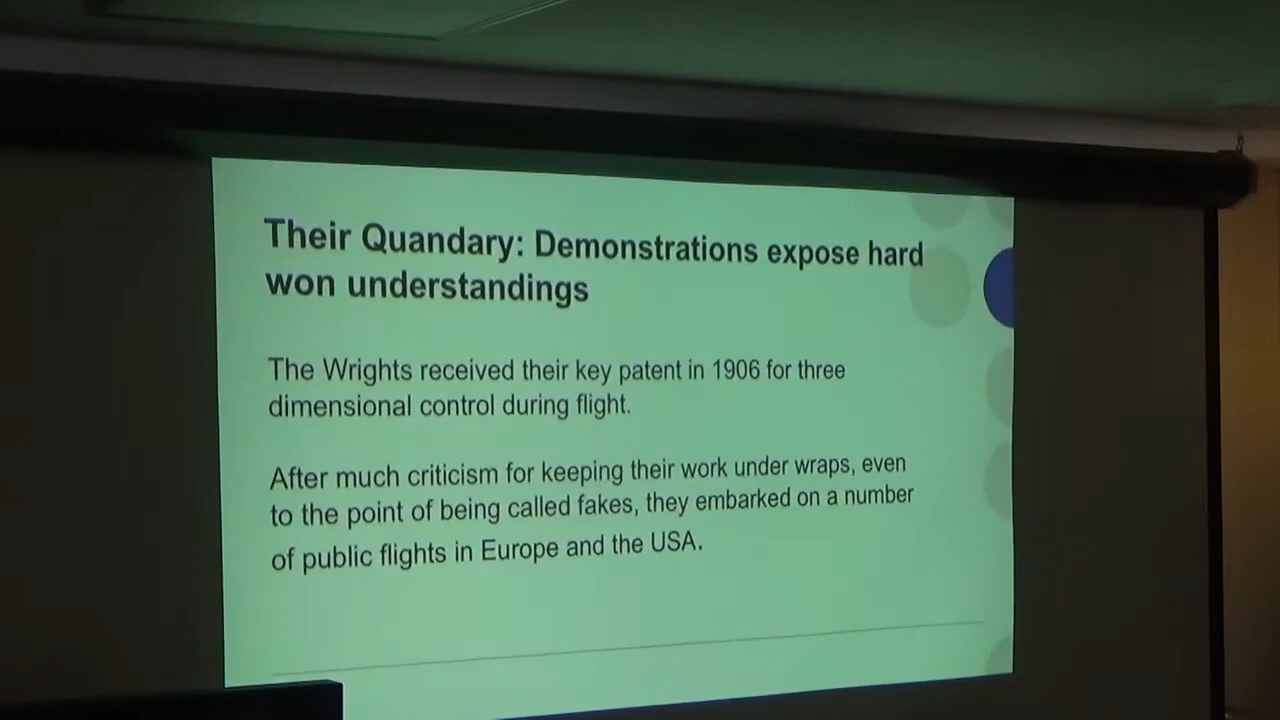 Their Quandary: Demonstrations expose hard
won understandings
The Wrights received their key patent in 1906 for three
dimensional control during flight.
After much criticism for keeping their work under wraps, even
to the point of being called fakes, they embarked on a number
of public flights in Europe and the USA.